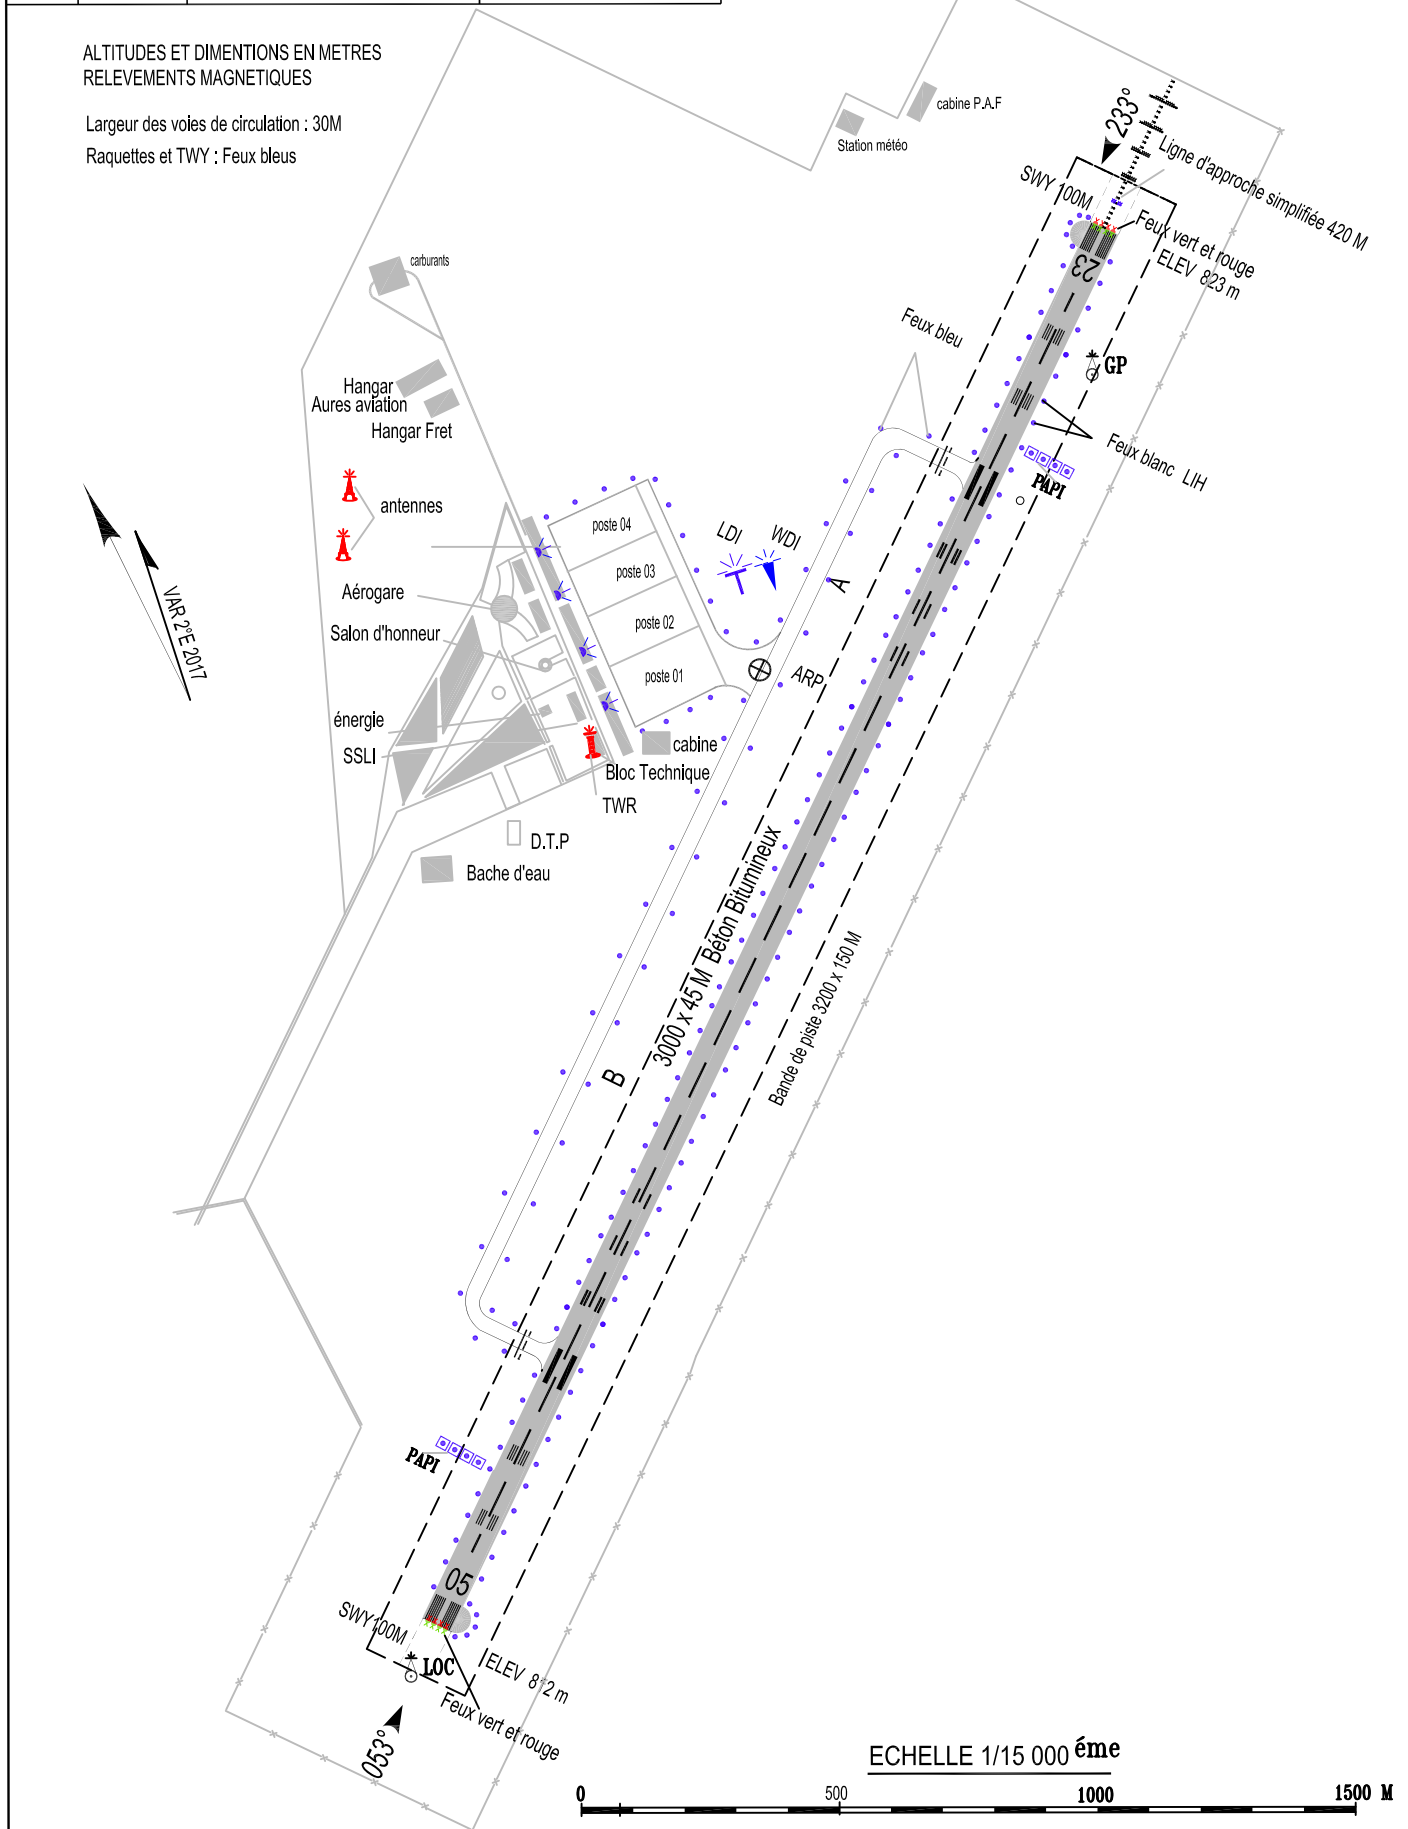 ALTITUDES ET DIMENTIONS EN METRES
RELEVEMENTS MAGNETIQUES
Largeur des voies de circulation : 30M
Raquettes et TWY : Feux bleus
cabine P.A.F
Station météo
233°
Ligne d'approche simplifiée 420 M
SWY 100M
Feux vert et rouge
ELEV 823 m
23
carburants
Feux bleu
GP
Hangar
Aures aviation
Hangar Fret
Feux blanc LIH
PAPI
antennes
poste 04
poste 03
poste 02
poste 01
LDI
WDI
A
ARP
VAR 2°E 2017
Aérogare
Salon d'honneur
énergie
SSLI
cabine
Bloc Technique
TWR
D.T.P
Bache d'eau
3000 x 45 M Béton Bitumineux
Bande de piste 3200 x 150 M
B
PAPI
05
SWY100M
LOC
ELEV 812 m
Feux vert et rouge
053°
ECHELLE 1/15 000 éme
0 500 1000 1500 M